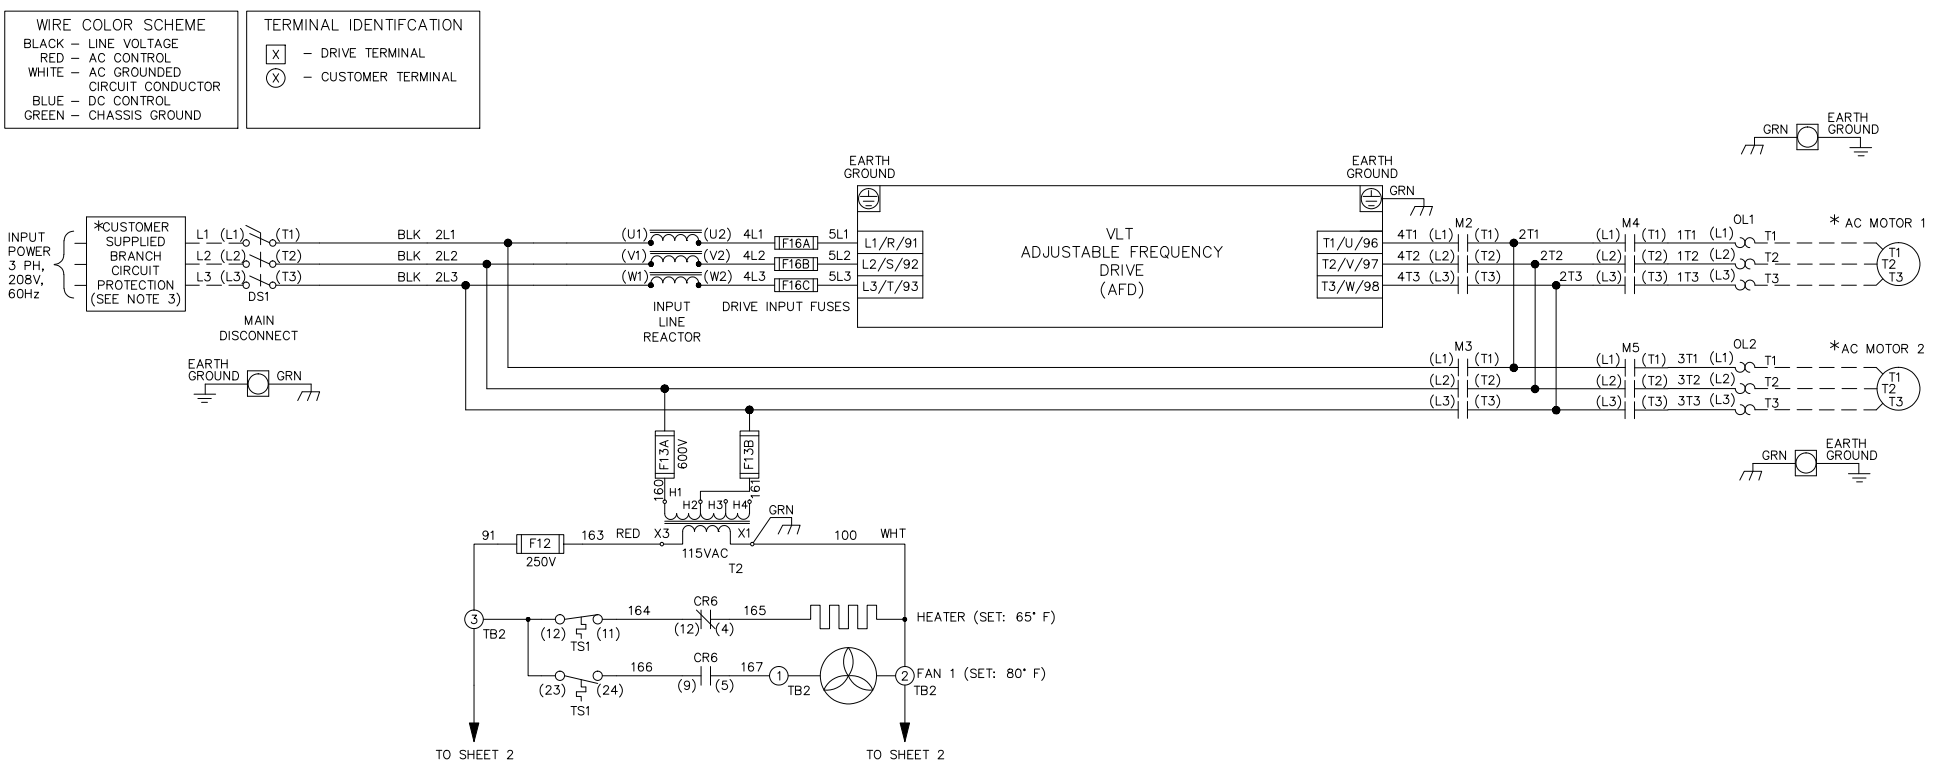 WIRE COLOR SCHEME
BLACK – LINE VOLTAGE
RED – AC CONTROL
WHITE – AC GROUNDED
CIRCUIT CONDUCTOR
BLUE – DC CONTROL
GREEN – CHASSIS GROUND
TERMINAL IDENTIFCATION
X – DRIVE TERMINAL
X – CUSTOMER TERMINAL
GRN
EARTH
GROUND
EARTH
GROUND
EARTH
GROUND
GRN
INPUT
POWER
3 PH,
208V,
60Hz
*CUSTOMER
SUPPLIED
BRANCH
CIRCUIT
PROTECTION
(SEE NOTE 3)
L1 (L1) (T1) BLK 2L1 (U1) (U2) 4L1 F16A 5L1 L1/R/91
L2 (L2) (T2) BLK 2L2 (V1) (V2) 4L2 F16B 5L2 L2/S/92
L3 (L3) (T3) BLK 2L3 (W1) (W2) 4L3 F16C 5L3 L3/T/93
DS1
MAIN
DISCONNECT
INPUT
LINE
REACTOR
DRIVE INPUT FUSES
VLT
ADJUSTABLE FREQUENCY
DRIVE
(AFD)
M2 M4 OL1
* AC MOTOR 1
T1/U/96 4T1 (L1) (T1) 2T1 (L1) (T1) 1T1 (L1) T1 T1
T2/V/97 4T2 (L2) (T2) 2T2 (L2) (T2) 1T2 (L2) T2 T2
T3/W/98 4T3 (L3) (T3) 2T3 (L3) (T3) 1T3 (L3) T3 T3
M3 M5 OL2
*AC MOTOR 2
(L1) (T1) (L1) (T1) 3T1 (L1) T1 T1
(L2) (T2) (L2) (T2) 3T2 (L2) T2 T2
(L3) (T3) (L3) (T3) 3T3 (L3) T3 T3
EARTH
GROUND GRN
GRN
EARTH
GROUND
F13A
600V
F13B
160
161
H1 H2 H3 H4
GRN
91 F12 163 RED X3 X1 100 WHT
250V
115VAC
T2
3
TB2
(12) (11)
TS1
164
CR6
(12) (4)
165
HEATER (SET: 65° F)
(23) (24)
TS1
166
CR6
(9) (5)
167
1
TB2
2
TB2
FAN 1 (SET: 80° F)
TO SHEET 2
TO SHEET 2